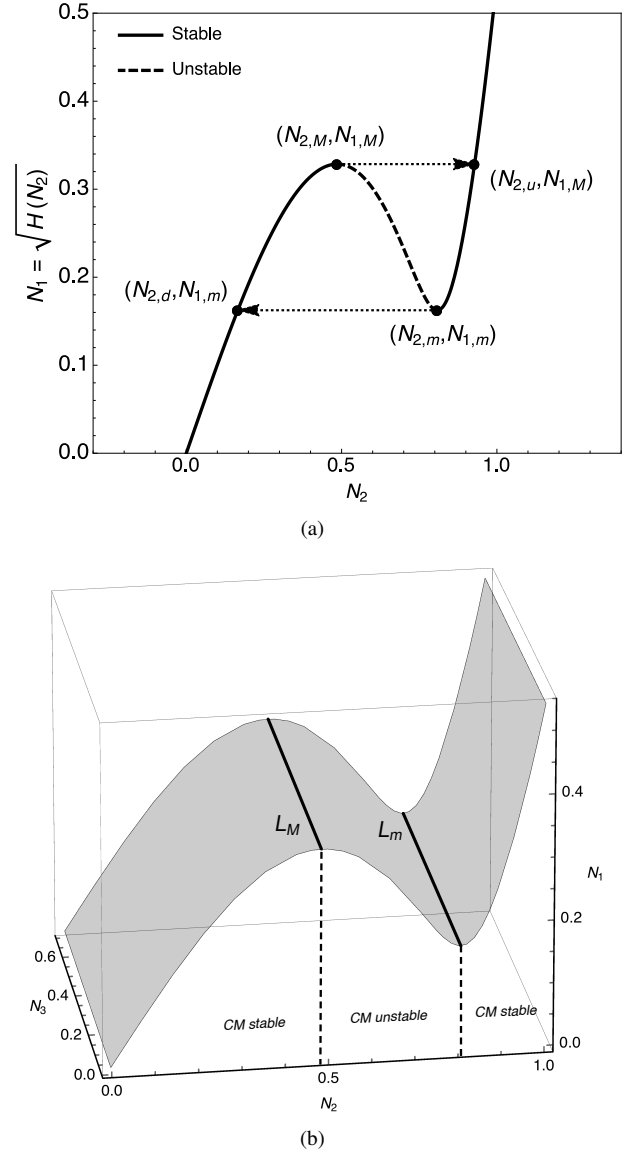 0.5
Stable
Unstable
0.4
(N2,M,N1,M)
0.3
(N2,u,N1,M)
N1 = √H(N2)
(N2,d,N1,m)
0.2
(N2,m,N1,m)
0.1
0.0
0.0 0.5 1.0
N2
(a)
0.4
LM Lm
N1
0.2
0.6
0.4
N3
0.2
CM stable CM unstable CM stable
0.0
0.0
0.0 0.5 1.0
N2
(b)